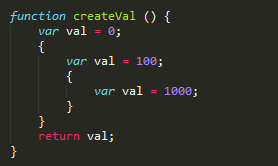 function createVal () {
    var val = 0;
    {
        var val = 100;
        {
            var val = 1000;
        }
    }
    return val;
}